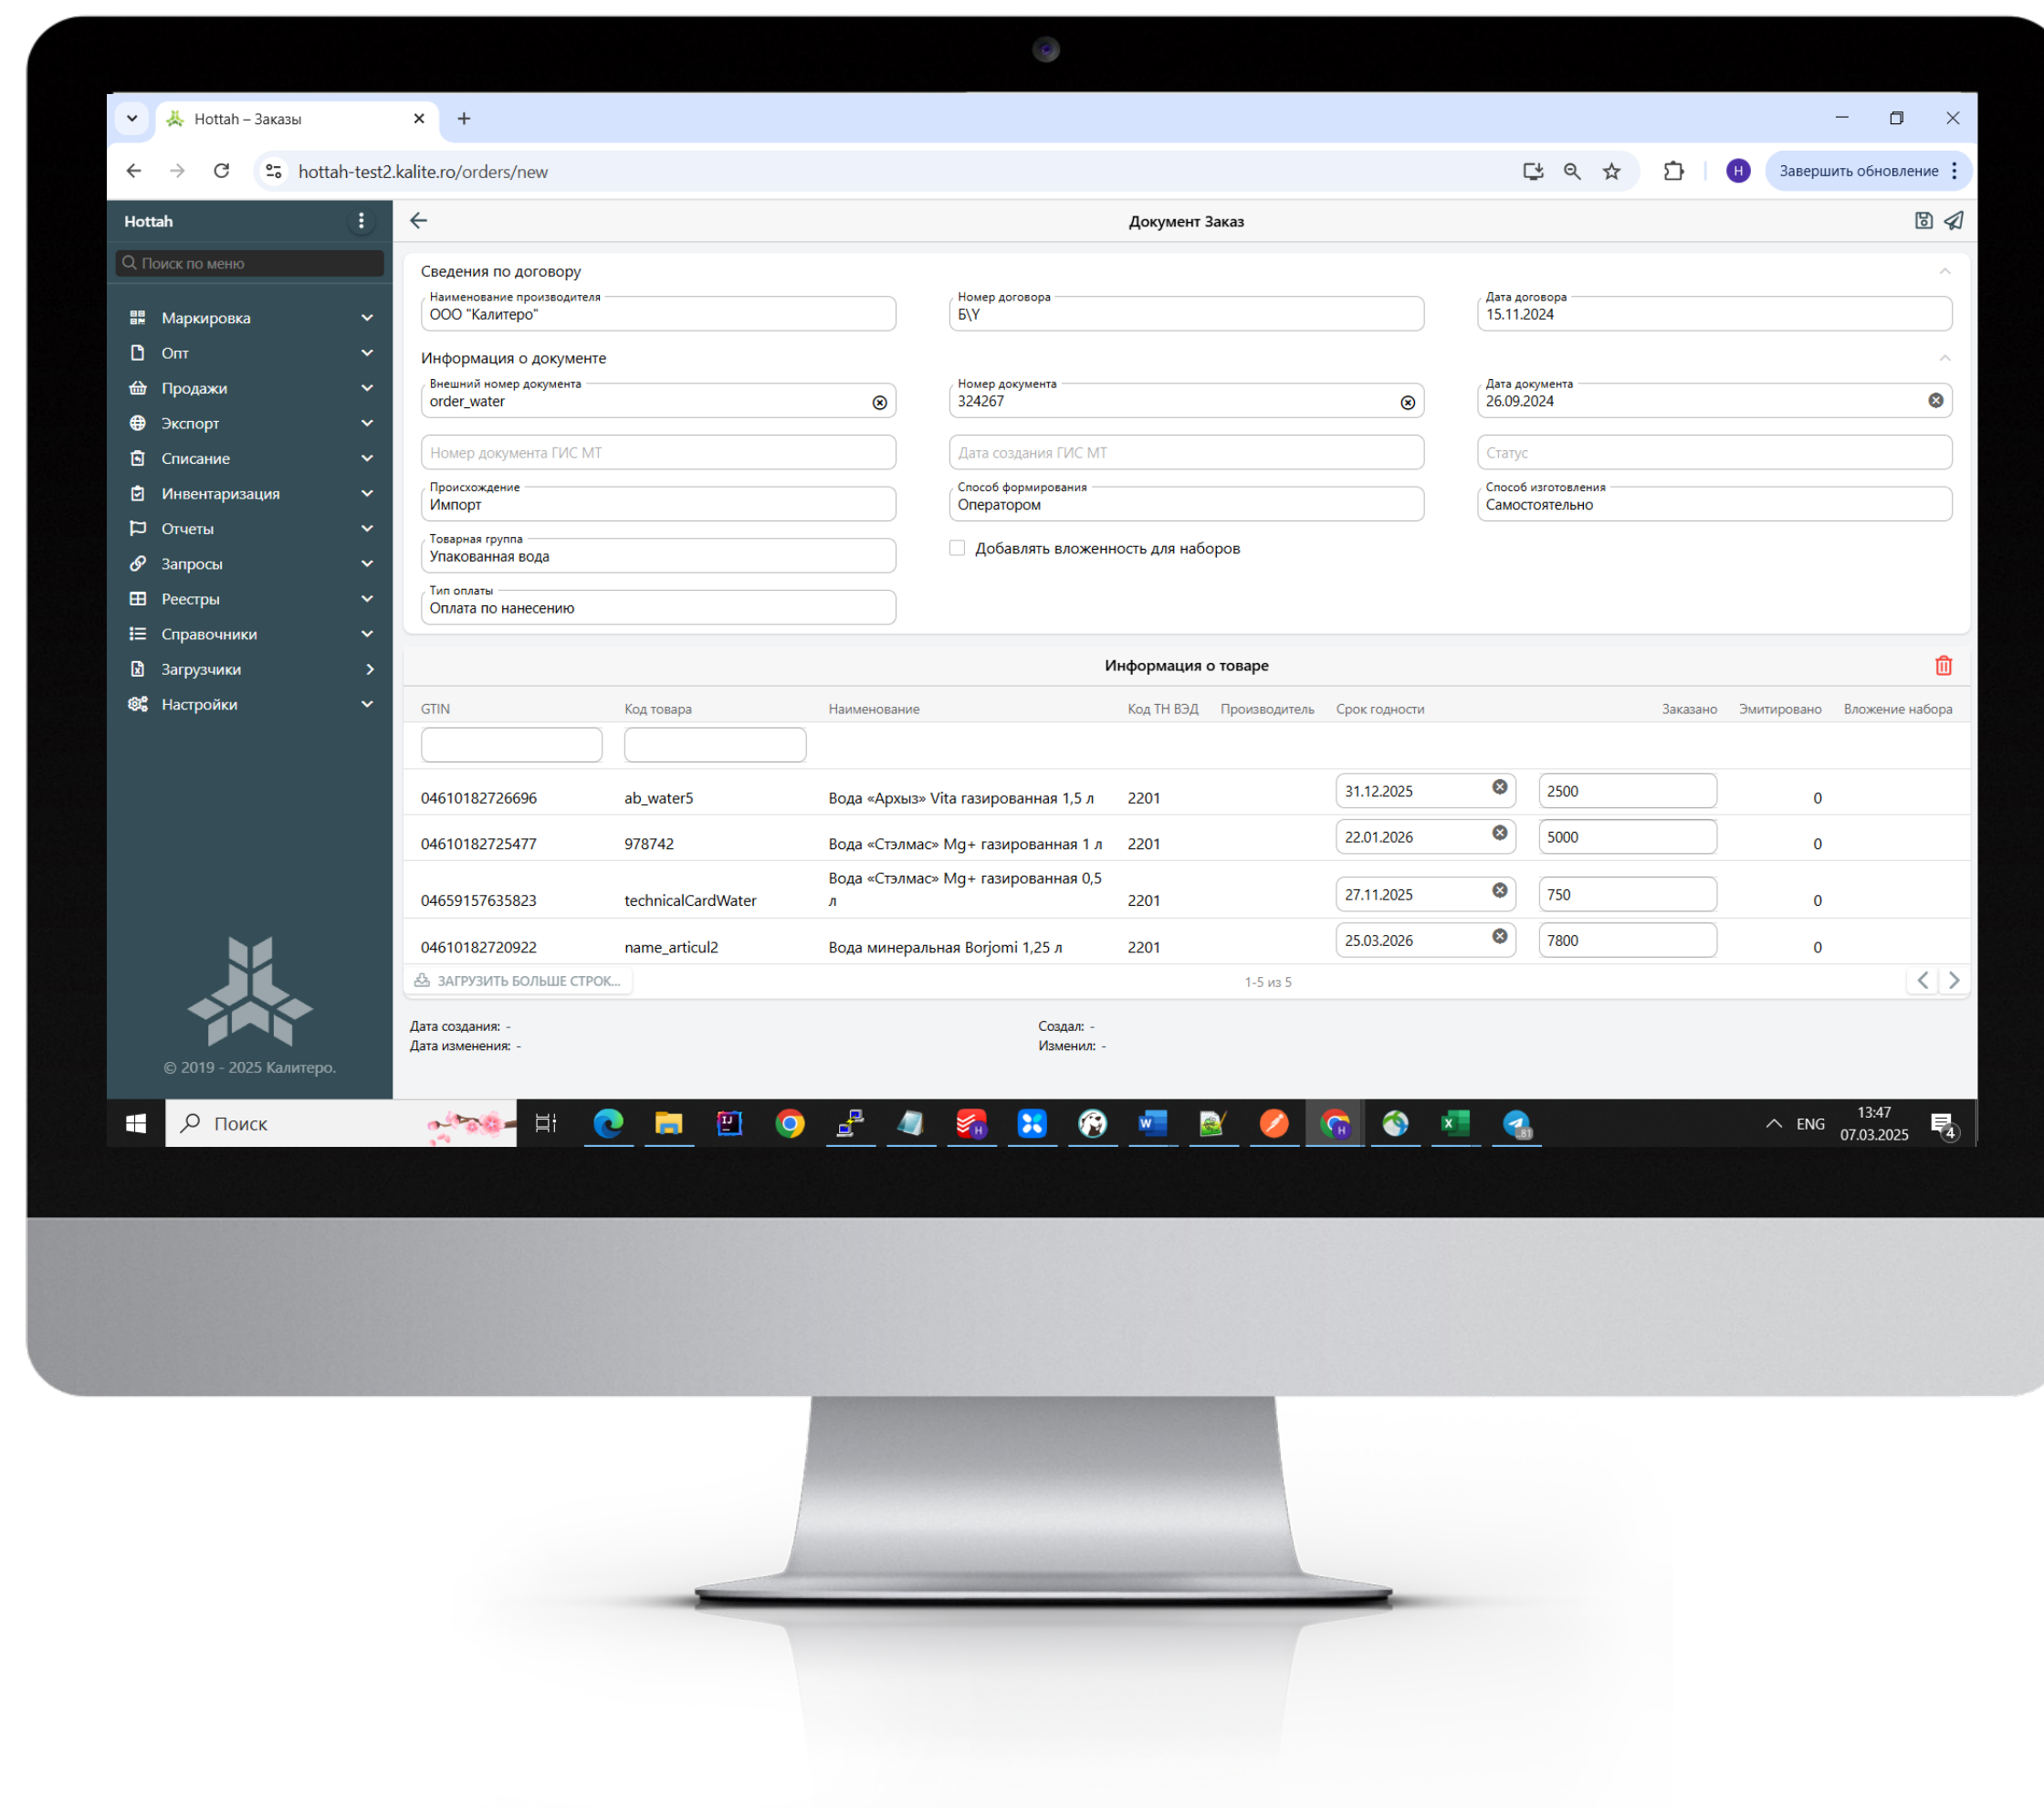 Hottah – Заказы
hottah-test2.kalite.ro/orders/new
H
Завершить обновление
Hottah
Документ Заказ
Поиск по меню
Маркировка
Опт
Продажи
Экспорт
Списание
Инвентаризация
Отчеты
Запросы
Реестры
Справочники
Загрузчики
Настройки
© 2019 - 2025 Калитеро.
Сведения по договору
Наименование производителя Номер договора Дата договора
ООО "Калитеро" Б\Y 15.11.2024
Информация о документе
Внешний номер документа Номер документа Дата документа
order_water 324267 26.09.2024
Номер документа ГИС МТ Дата создания ГИС МТ Статус
Происхождение Способ формирования Способ изготовления
Импорт Оператором Самостоятельно
Товарная группа
Упакованная вода Добавлять вложенность для наборов
Тип оплаты
Оплата по нанесению
Информация о товаре
GTIN Код товара Наименование Код ТН ВЭД Производитель Срок годности Заказано Эмитировано Вложение набора
04610182726696 ab_water5 Вода «Архыз» Vita газированная 1,5 л 2201 31.12.2025 2500 0
04610182725477 978742 Вода «Стэлмас» Mg+ газированная 1 л 2201 22.01.2026 5000 0
Вода «Стэлмас» Mg+ газированная 0,5
04659157635823 technicalCardWater л 2201 27.11.2025 750 0
04610182720922 name_articul2 Вода минеральная Borjomi 1,25 л 2201 25.03.2026 7800 0
ЗАГРУЗИТЬ БОЛЬШЕ СТРОК... 1-5 из 5
Дата создания: - Создал: -
Дата изменения: - Изменил: -
Поиск
ENG
13:47
07.03.2025
4